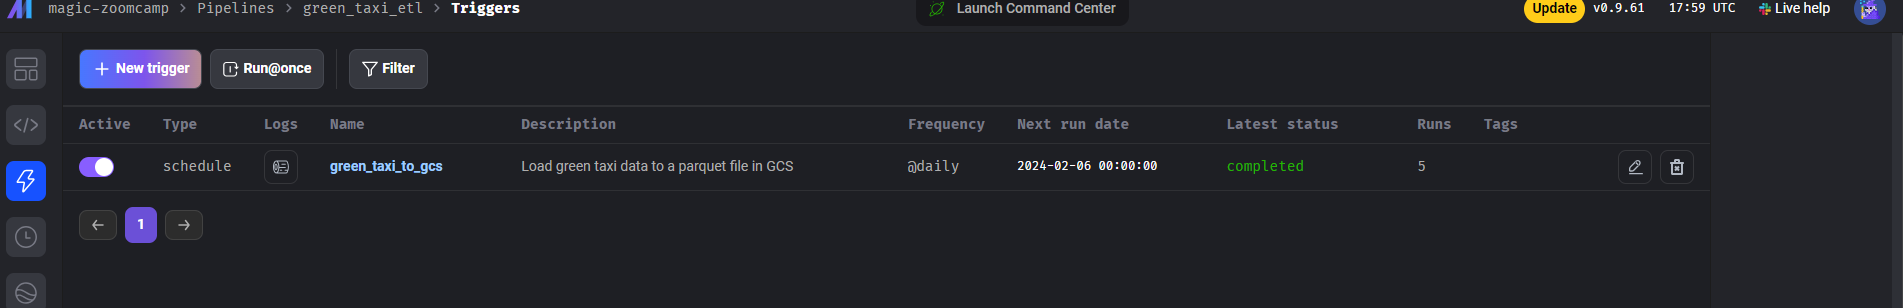 magic-zoomcamp > Pipelines > green_taxi_etl > Triggers
Launch Command Center
Update v0.9.61 17:59 UTC Live help
+ New trigger Run@once Filter
Active Type Logs Name Description Frequency Next run date Latest status Runs Tags
schedule green_taxi_to_gcs Load green taxi data to a parquet file in GCS @daily 2024-02-06 00:00:00 completed 5
← 1 →